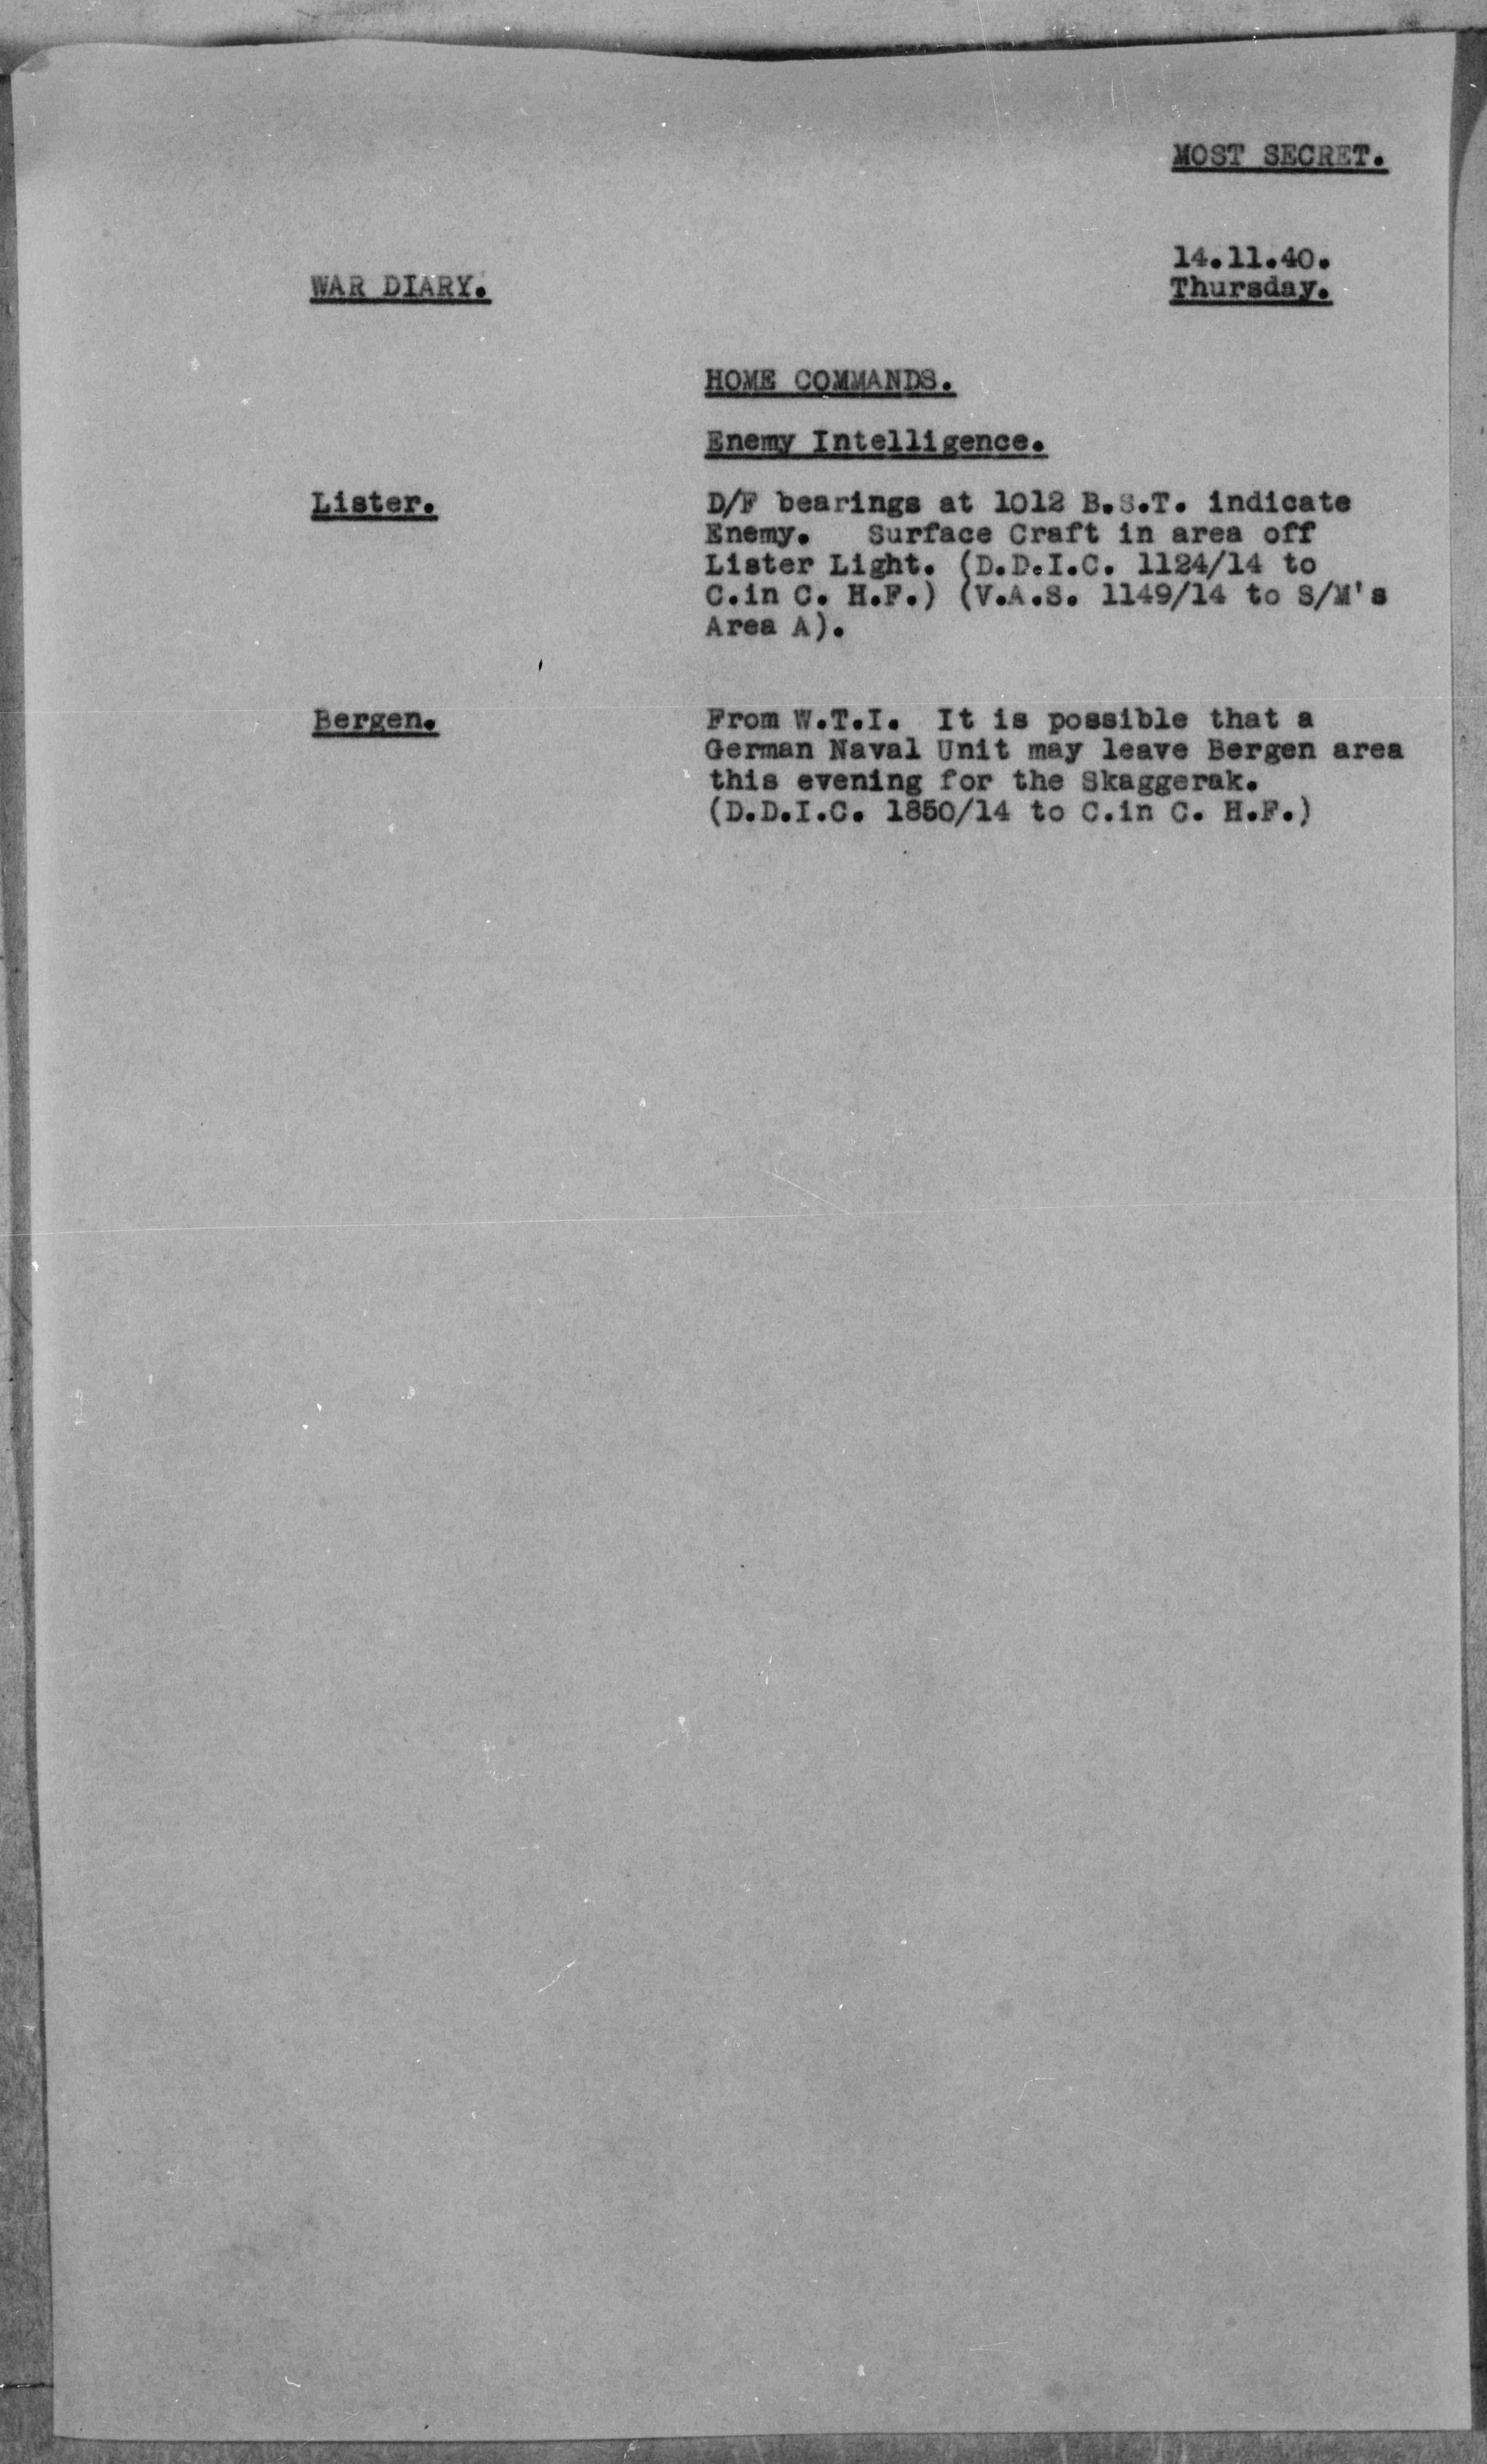 MOST SECRET.
14.11.40.
WAR DIARY.
Thursday.
HOME COMMANDS.
Enemy Intelligence.
Lister.
D/F bearings at 1012 B.S.T. indicate
Enemy. Surface Craft in area off
Lister Light. (D.D.I.C. 1124/14 to
C.in C. H.F.) (V.A.S. 1149/14 to S/M's
Area A).
Bergen.
From W.T.I. It is possible that a
German Naval Unit may leave Bergen area
this evening for the Skaggerak.
(D.D.I.C. 1850/14 to C.in C. H.F.)